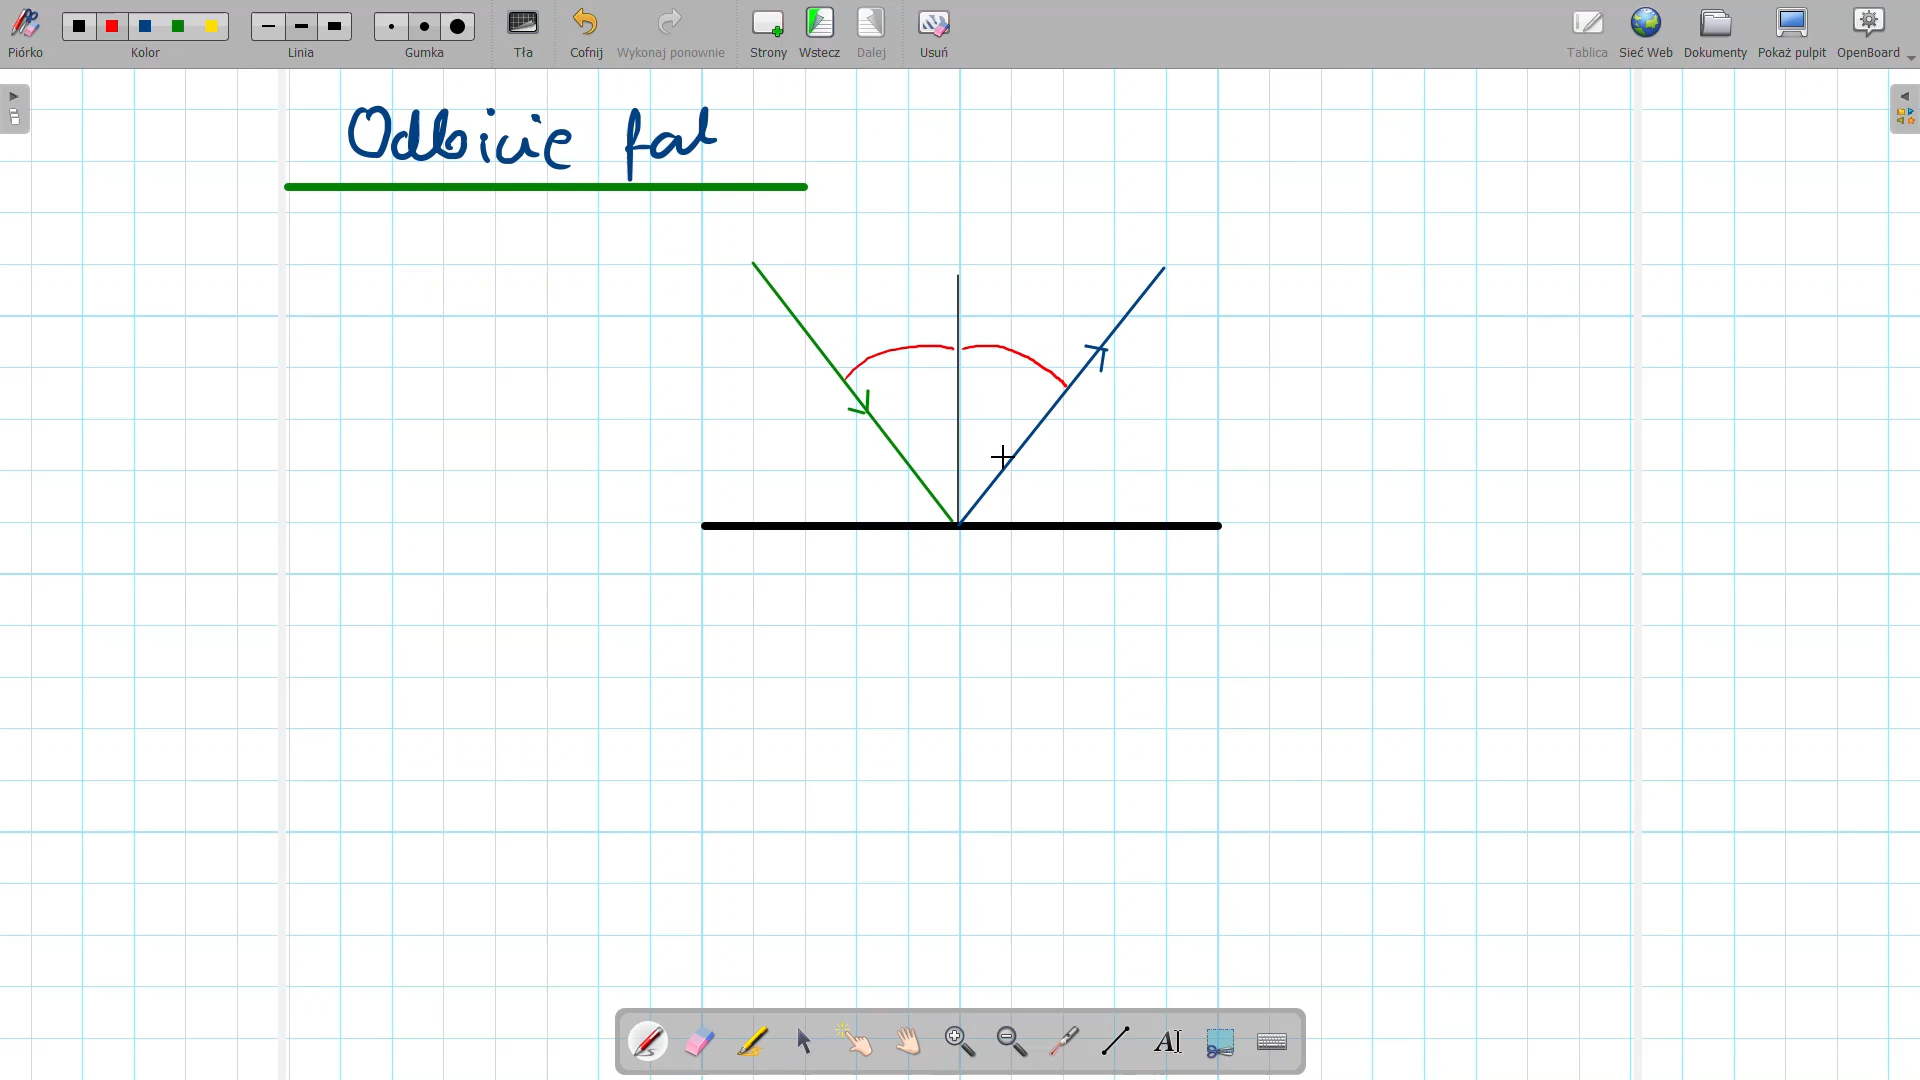 Piórko
Kolor
Linia
Gumka
Tła
Cofnij
Wykonaj ponownie
Strony
Wstecz
Dalej
Usuń
Tablica
Sieć Web
Dokumenty
Pokaż pulpit
OpenBoard
Odbicie fal